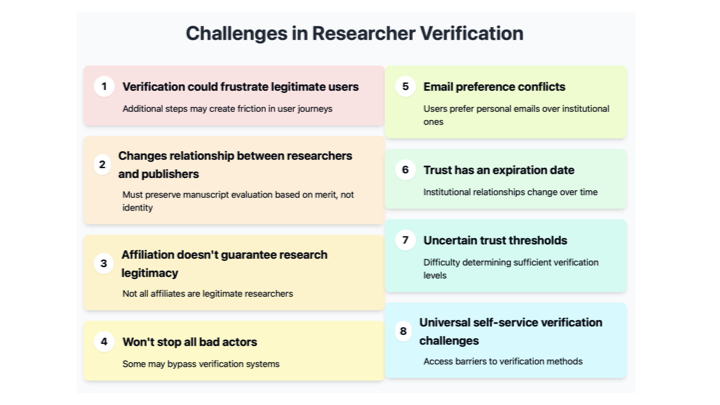 Challenges in Researcher Verification
1
Verification could frustrate legitimate users
Additional steps may create friction in user journeys
2
Changes relationship between researchers
and publishers
Must preserve manuscript evaluation based on merit, not
identity
3
Affiliation doesn't guarantee research
legitimacy
Not all affiliates are legitimate researchers
4
Won't stop all bad actors
Some may bypass verification systems
5
Email preference conflicts
Users prefer personal emails over institutional
ones
6
Trust has an expiration date
Institutional relationships change over time
7
Uncertain trust thresholds
Difficulty determining sufficient verification
levels
8
Universal self-service verification
challenges
Access barriers to verification methods